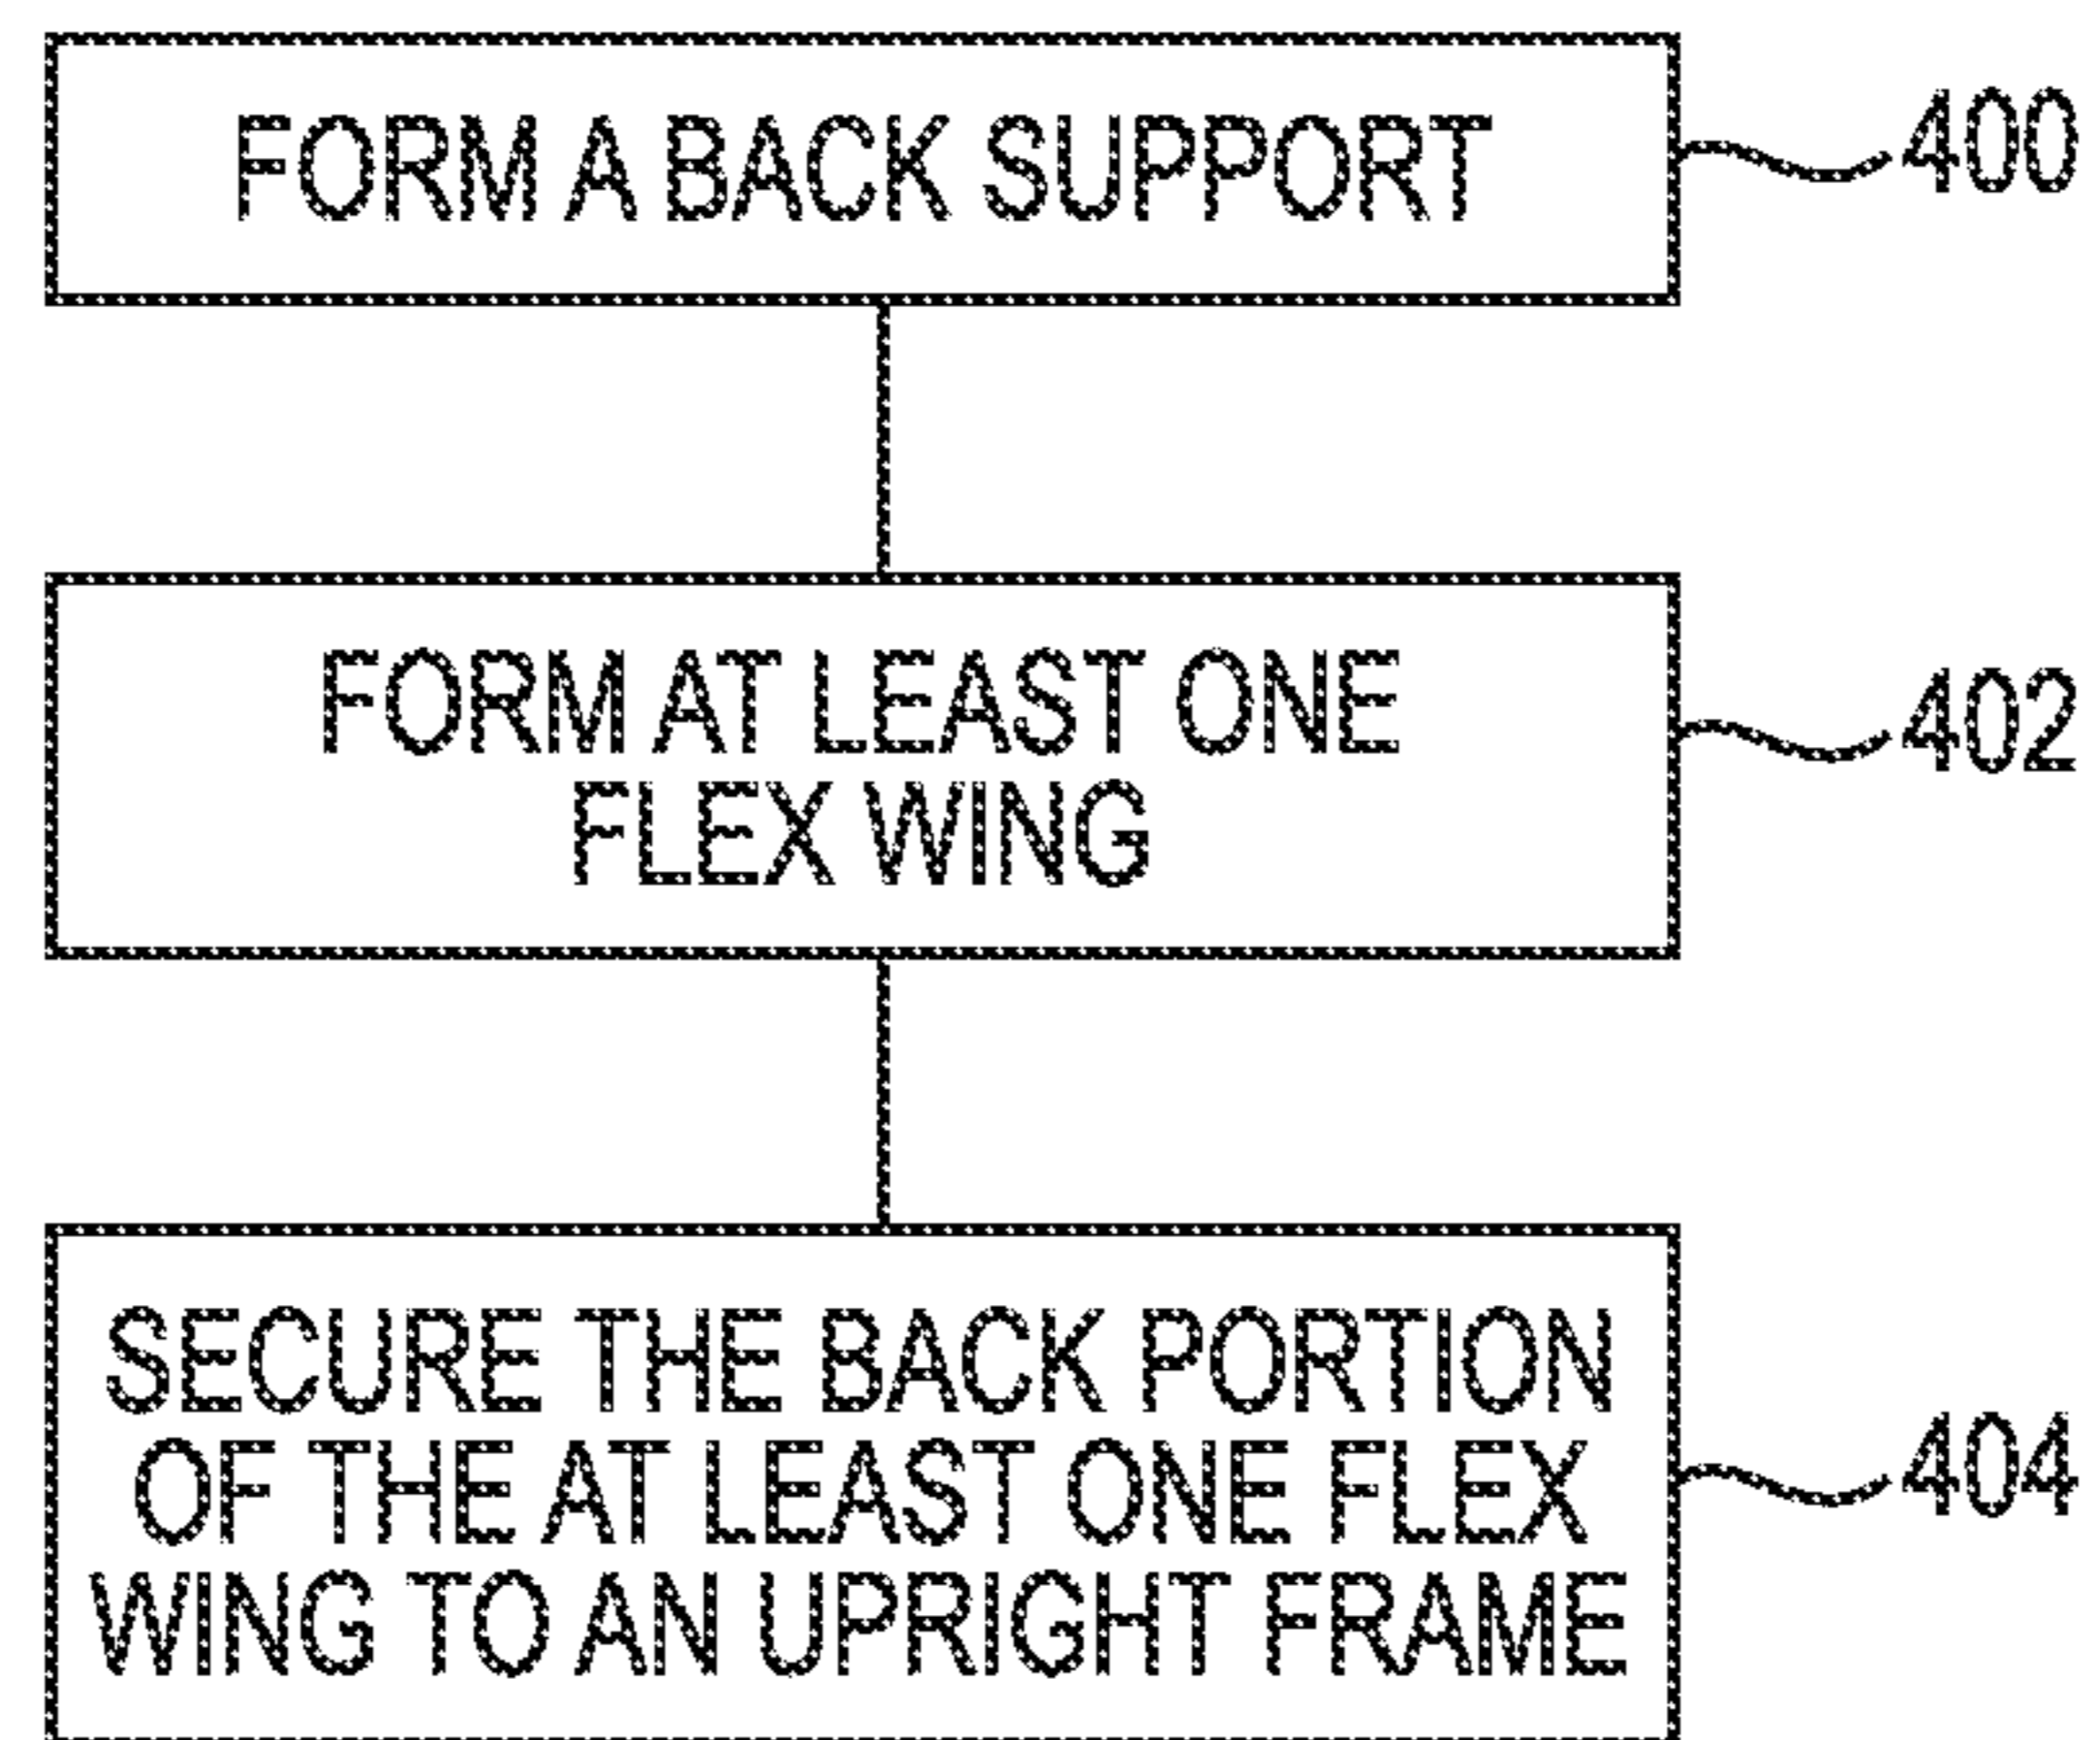 FORM A BACK SUPPORT
400
FORM AT LEAST ONE
FLEX WING
402
SECURE THE BACK PORTION
OF THE AT LEAST ONE FLEX
WING TO AN UPRIGHT FRAME
404